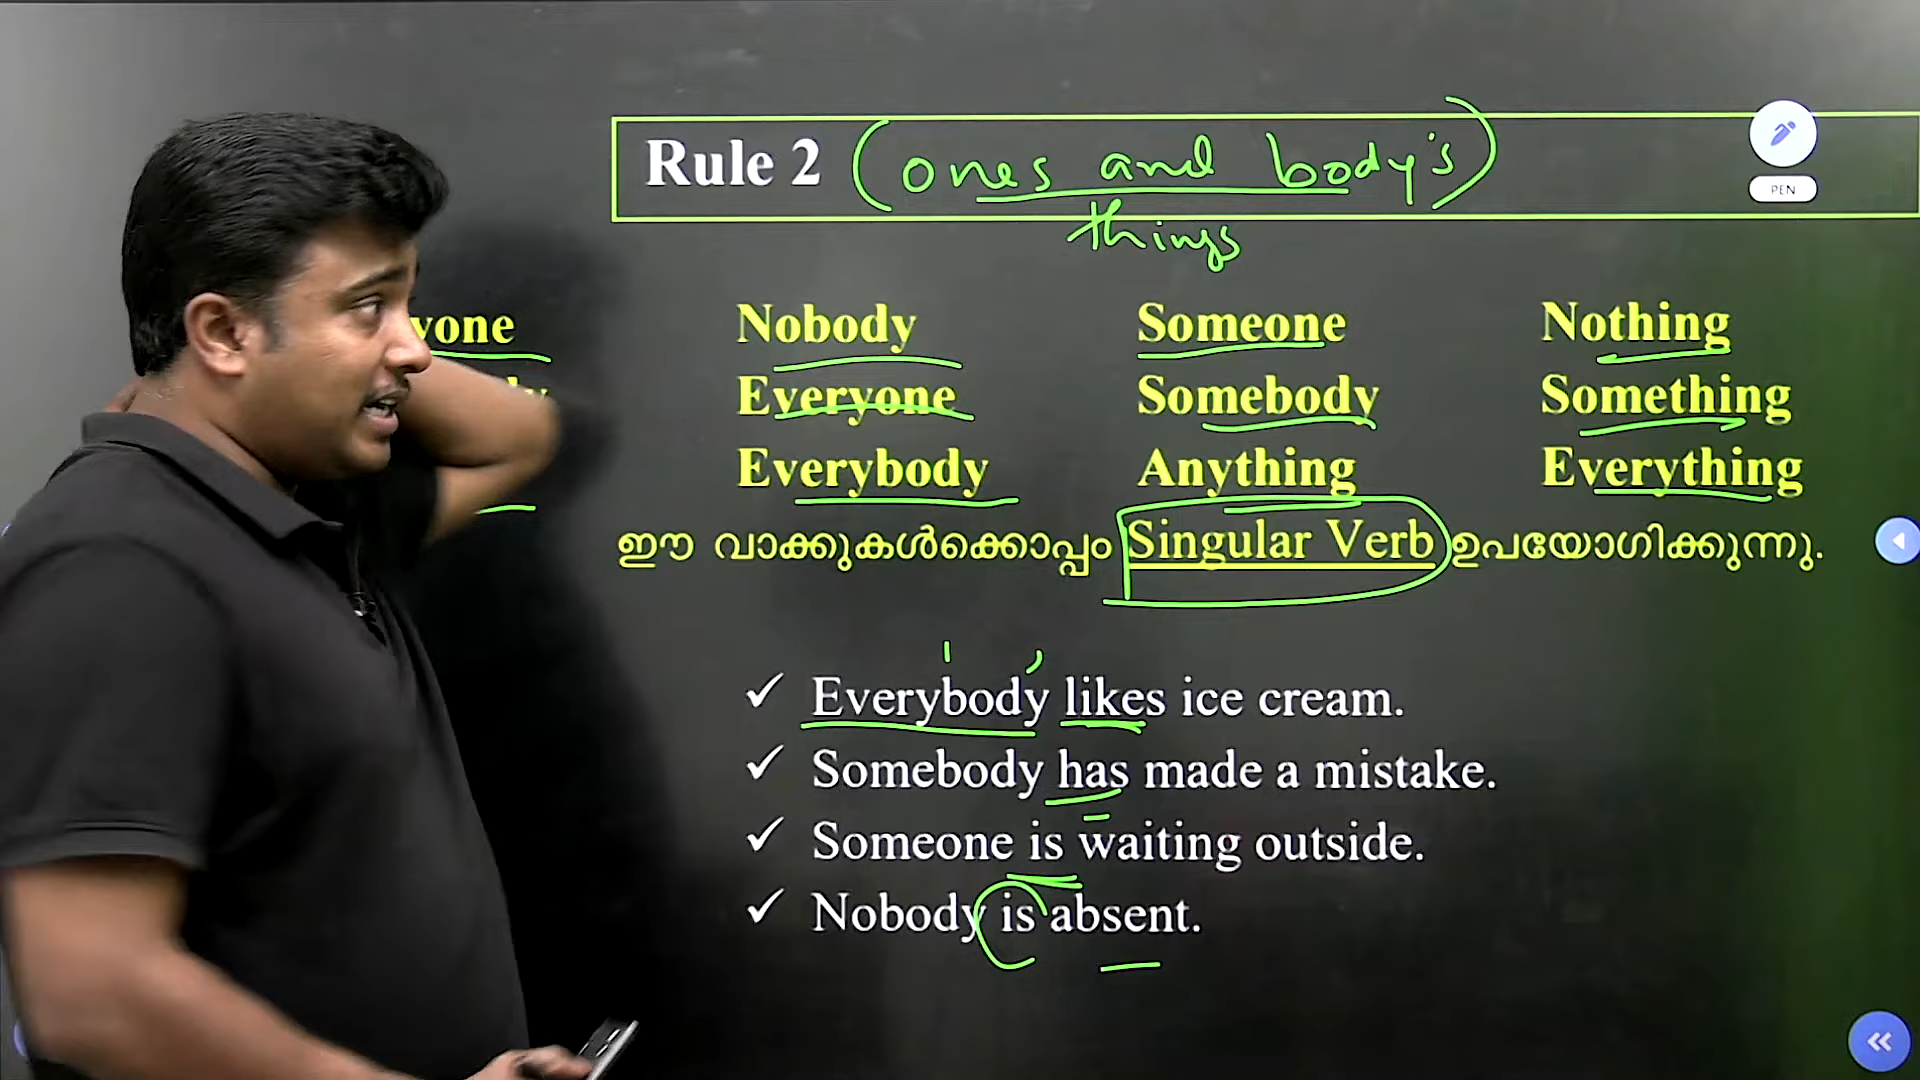 Rule 2 (ones and body's)
things
PEN
yone Nobody Someone Nothing
Everyone Somebody Something
Everybody Anything Everything
ഈ വാക്കുകൾക്കൊപ്പം Singular Verb ഉപയോഗിക്കുന്നു.
✓ Everybody likes ice cream.
✓ Somebody has made a mistake.
✓ Someone is waiting outside.
✓ Nobody is absent.